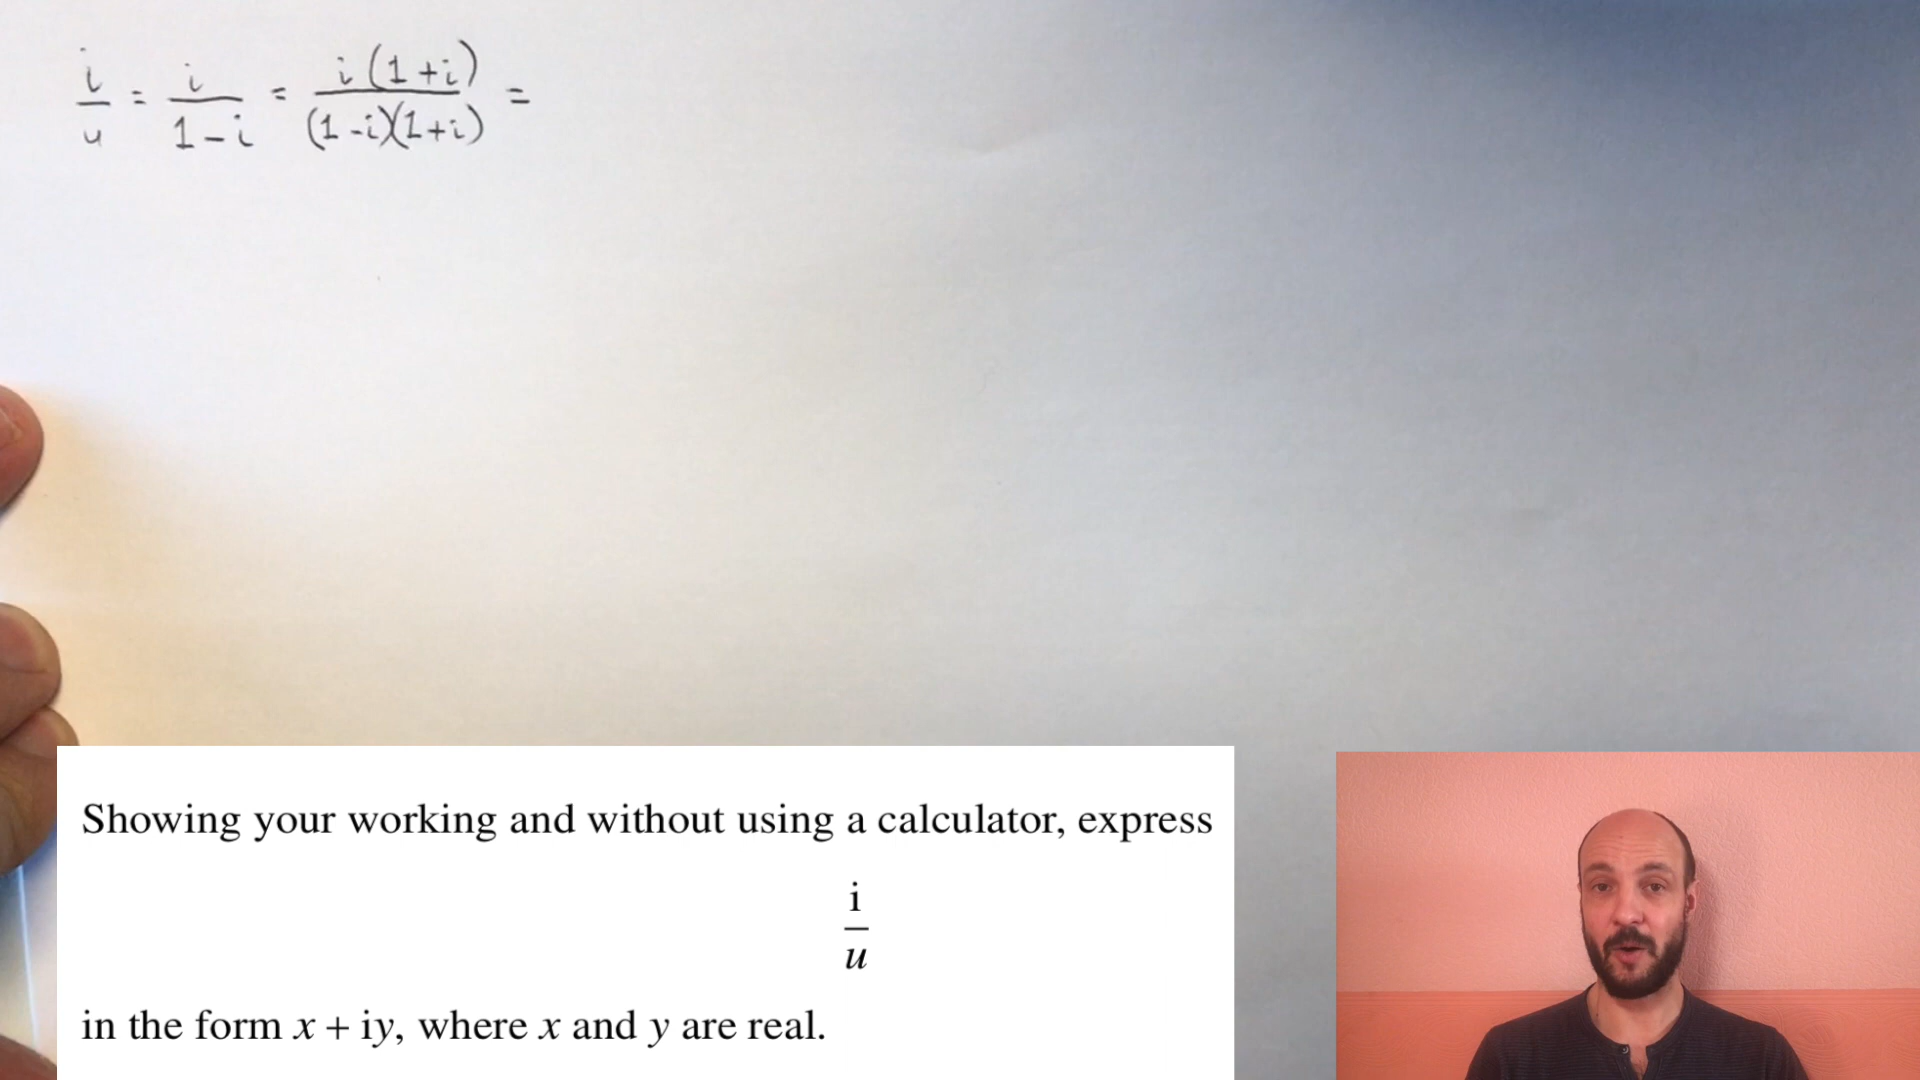 i/u = i/(1-i) = i(1+i)/((1-i)(1+i)) =
Showing your working and without using a calculator, express
i
u
in the form x + iy, where x and y are real.